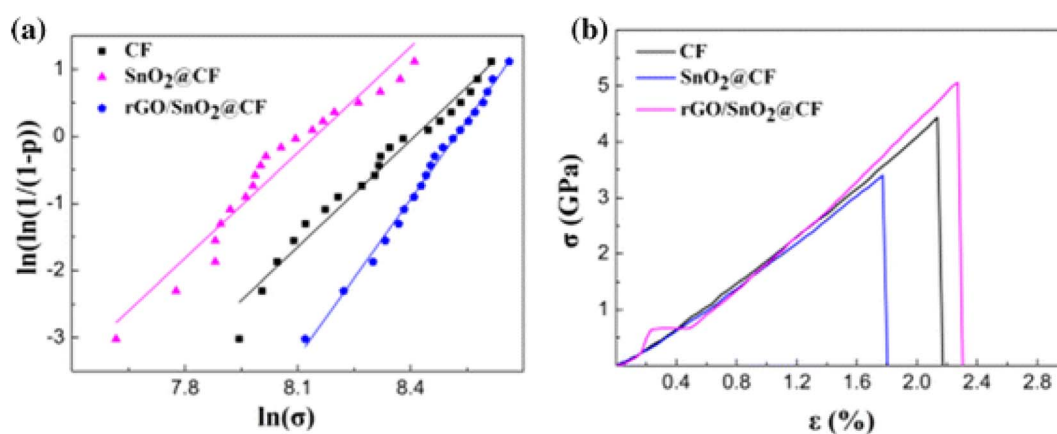 (a)
CF
SnO₂@CF
rGO/SnO₂@CF
ln(ln(1/(1-p))
1
0
-1
-2
-3
7.8 8.1 8.4
ln(σ)
(b)
CF
SnO₂@CF
rGO/SnO₂@CF
σ (GPa)
5
4
3
2
1
0.4 0.8 1.2 1.6 2.0 2.4 2.8
ε (%)